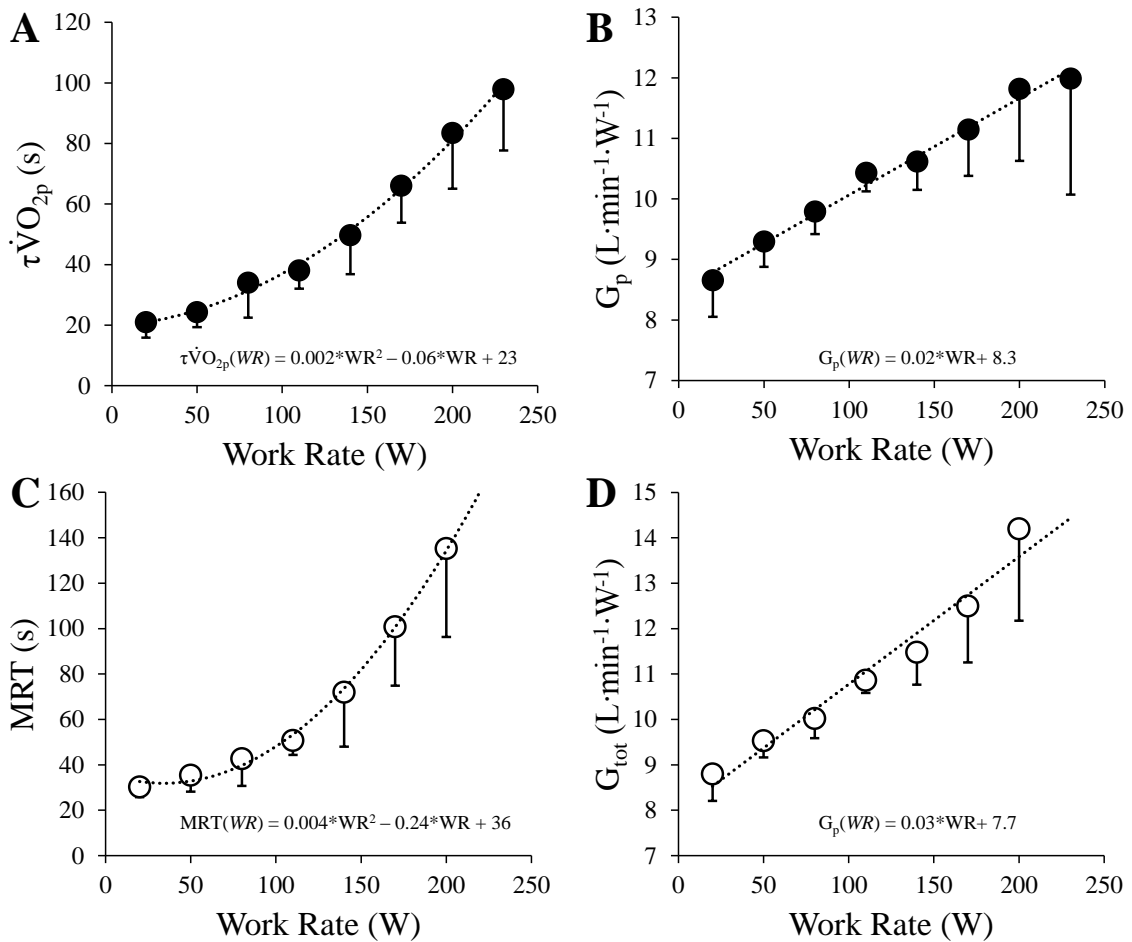 A
120
100
80
60
40
20
0
τV̇O₂ₚ (s)
τV̇O₂ₚ(WR) = 0.002*WR² – 0.06*WR + 23
0 50 100 150 200 250
Work Rate (W)
B
13
12
11
10
9
8
7
Gₚ (L·min⁻¹·W⁻¹)
Gₚ(WR) = 0.02*WR+ 8.3
0 50 100 150 200 250
Work Rate (W)
C
160
140
120
100
80
60
40
20
0
MRT (s)
MRT(WR) = 0.004*WR² – 0.24*WR + 36
0 50 100 150 200 250
Work Rate (W)
D
15
14
13
12
11
10
9
8
7
Gₜₒₜ (L·min⁻¹·W⁻¹)
Gₚ(WR) = 0.03*WR+ 7.7
0 50 100 150 200 250
Work Rate (W)